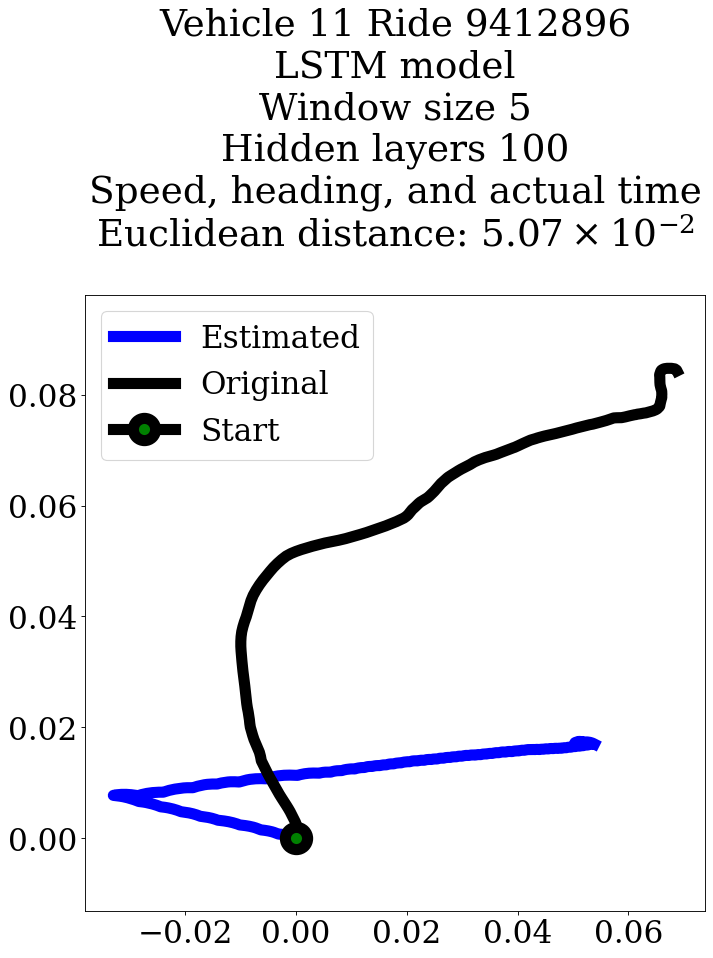 Vehicle 11 Ride 9412896
LSTM model
Window size 5
Hidden layers 100
Speed, heading, and actual time
Euclidean distance: 5.07 × 10⁻²
Estimated
Original
Start
0.08
0.06
0.04
0.02
0.00
−0.02 0.00 0.02 0.04 0.06